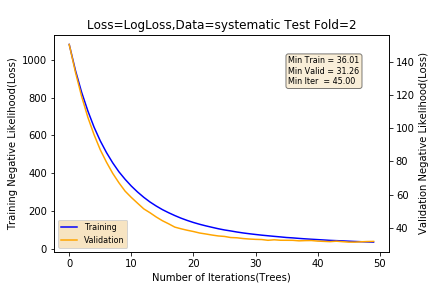 Loss=LogLoss,Data=systematic Test Fold=2
Training Negative Likelihood(Loss)
1000
800
600
400
200
0
Min Train = 36.01
Min Valid = 31.26
Min Iter = 45.00
Training
Validation
140
120
100
80
60
40
Validation Negative Likelihood(Loss)
0 10 20 30 40 50
Number of Iterations(Trees)